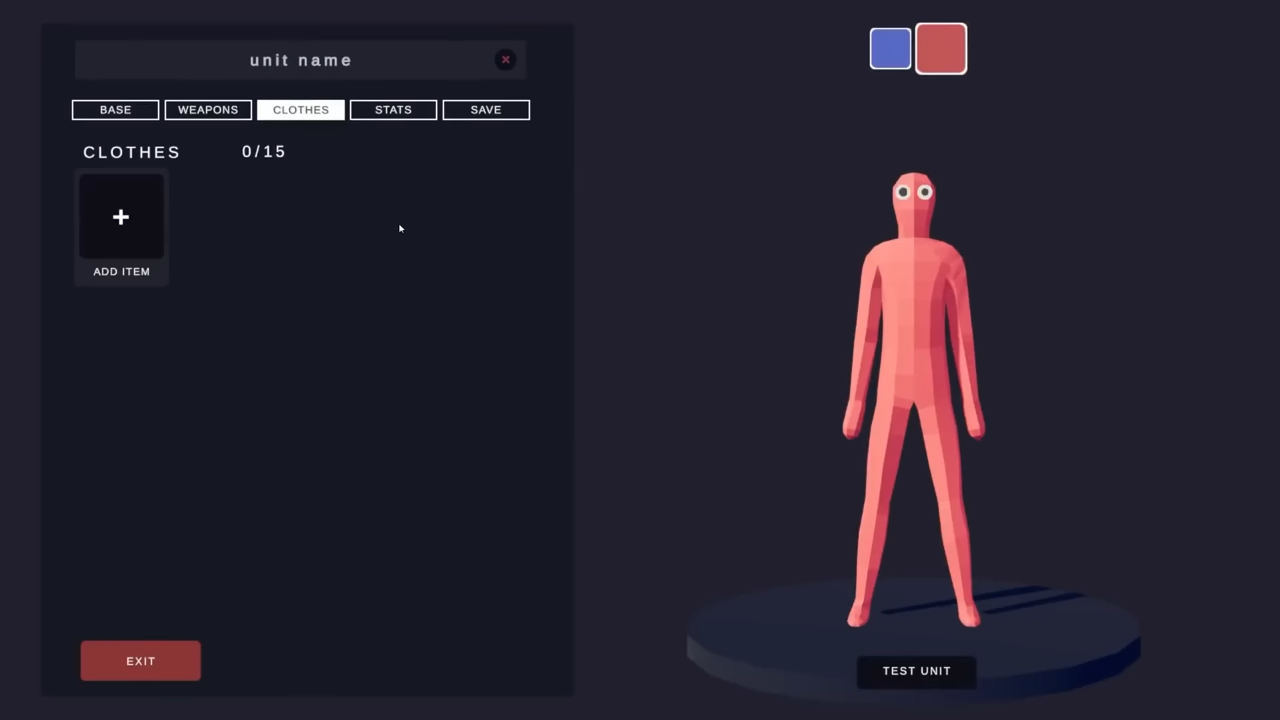 unit name
BASE WEAPONS CLOTHES STATS SAVE
CLOTHES 0/15
+
ADD ITEM
EXIT
TEST UNIT